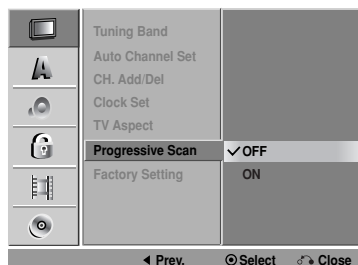 Tuning Band
Auto Channel Set
CH. Add/Del
Clock Set
TV Aspect
Progressive Scan ✓ OFF
Factory Setting ON
◀ Prev. ⦿ Select Close